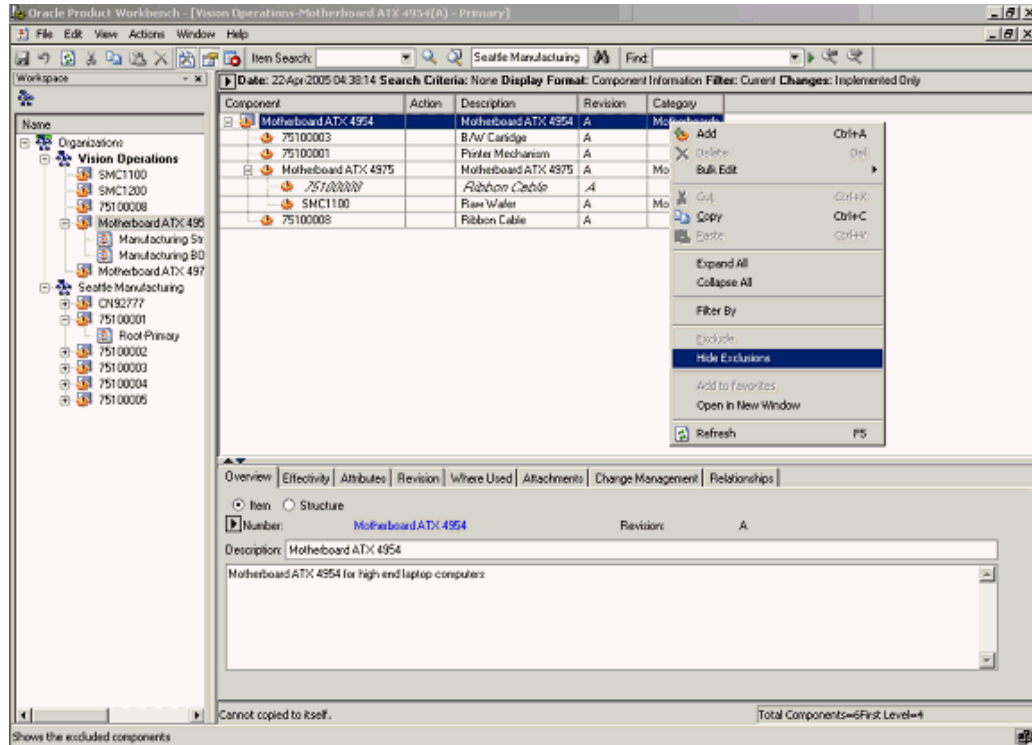 Oracle Product Workbench - [Vision Operations-Motherboard ATX 4954(A) - Primary]
File Edit View Actions Window Help
Item Search: Seattle Manufacturing Find:
Workspace
Date: 22-Apr-2005 04:38:14 Search Criteria: None Display Format: Component Information Filter: Current Changes: Implemented Only
Name
Organizations
Vision Operations
SMC1100
SMC1200
75100008
Motherboard ATX 495
Manufacturing Str
Manufacturing BO
Motherboard ATX 497
Seattle Manufacturing
CN92777
75100001
Root-Primary
75100002
75100003
75100004
75100005
Component Action Description Revision Category
Motherboard ATX 4954 Motherboard ATX 4954 A Motherboards
75100003 B/W Cartidge A
75100001 Printer Mechanism A
Motherboard ATX 4975 Motherboard ATX 4975 A Mo
75100008 Ribbon Cable A
SMC1100 Raw Wafer A Mo
75100008 Ribbon Cable A
Add Ctrl+A
Delete Del
Bulk Edit
Cut Ctrl+X
Copy Ctrl+C
Paste Ctrl+V
Expand All
Collapse All
Filter By
Exclude
Hide Exclusions
Add to favorites
Open in New Window
Refresh F5
Overview Effectivity Attributes Revision Where Used Attachments Change Management Relationships
Item Structure
Number: Motherboard ATX 4954 Revision: A
Description: Motherboard ATX 4954
Motherboard ATX 4954 for high end laptop computers
Cannot copied to itself. Total Components=6First Level=4
Shows the excluded components